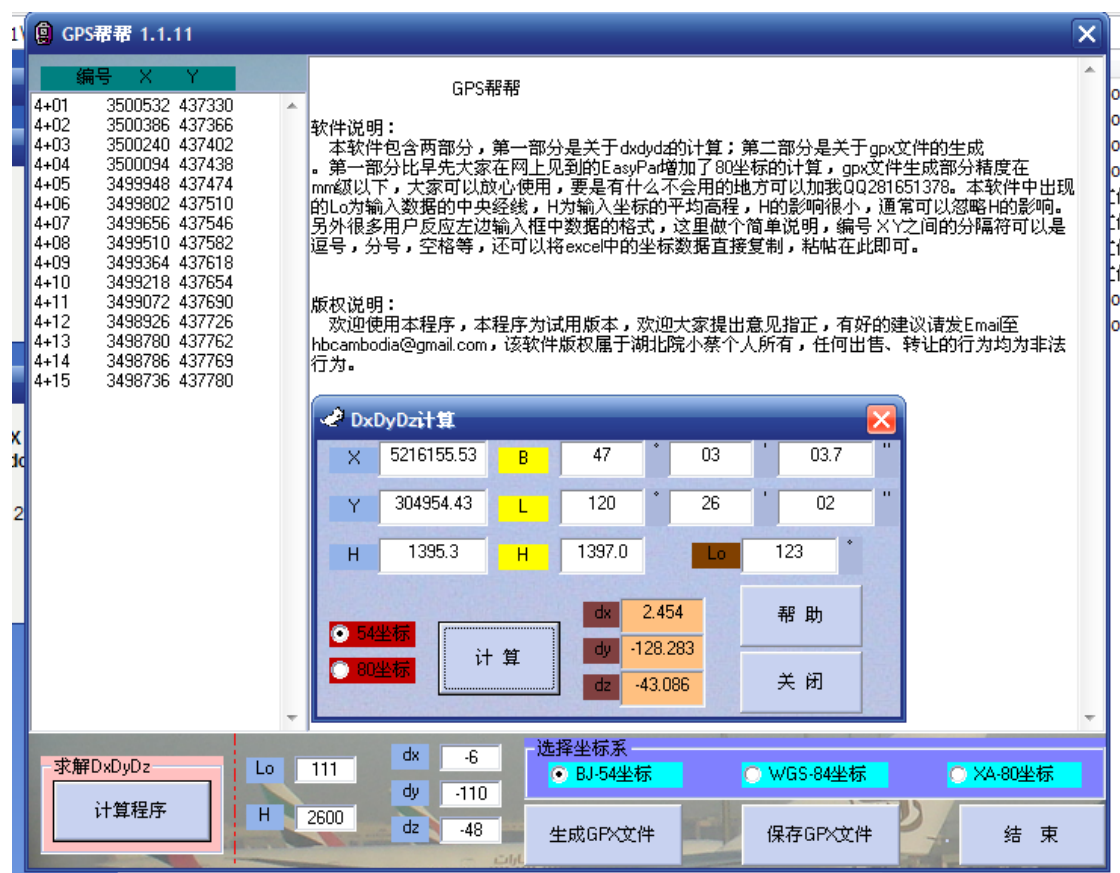 GPS帮帮 1.1.11
编号 X Y
4+01 3500532 437330
4+02 3500386 437366
4+03 3500240 437402
4+04 3500094 437438
4+05 3499948 437474
4+06 3499802 437510
4+07 3499656 437546
4+08 3499510 437582
4+09 3499364 437618
4+10 3499218 437654
4+11 3499072 437690
4+12 3498926 437726
4+13 3498780 437762
4+14 3498786 437769
4+15 3498736 437780
GPS帮帮
软件说明：
本软件包含两部分，第一部分是关于dxdydz的计算；第二部分是关于gpx文件的生成
。第一部分比早先大家在网上见到的EasyPar增加了80坐标的计算，gpx文件生成部分精度在
mm级以下，大家可以放心使用，要是有什么不会用的地方可以加我QQ281651378。本软件中出现
的Lo为输入数据的中央经线，H为输入坐标的平均高程，H的影响很小，通常可以忽略H的影响。
另外很多用户反应左边输入框中数据的格式，这里做个简单说明，编号 X Y之间的分隔符可以是
逗号，分号，空格等，还可以将excel中的坐标数据直接复制，粘帖在此即可。
版权说明：
欢迎使用本程序，本程序为试用版本，欢迎大家提出意见指正，有好的建议请发Email至
hbcambodia@gmail.com，该软件版权属于湖北院小蔡个人所有，任何出售、转让的行为均为非法
行为。
DxDyDz计算
X 5216155.53 B 47 ° 03 ' 03.7 "
Y 304954.43 L 120 ° 26 ' 02 "
H 1395.3 H 1397.0 Lo 123 °
54坐标
80坐标
计 算
dx 2.454
dy -128.283
dz -43.086
帮 助
关 闭
求解DxDyDz
计算程序
Lo 111
H 2600
dx -6
dy -110
dz -48
选择坐标系
BJ-54坐标 WGS-84坐标 XA-80坐标
生成GPX文件 保存GPX文件 结 束